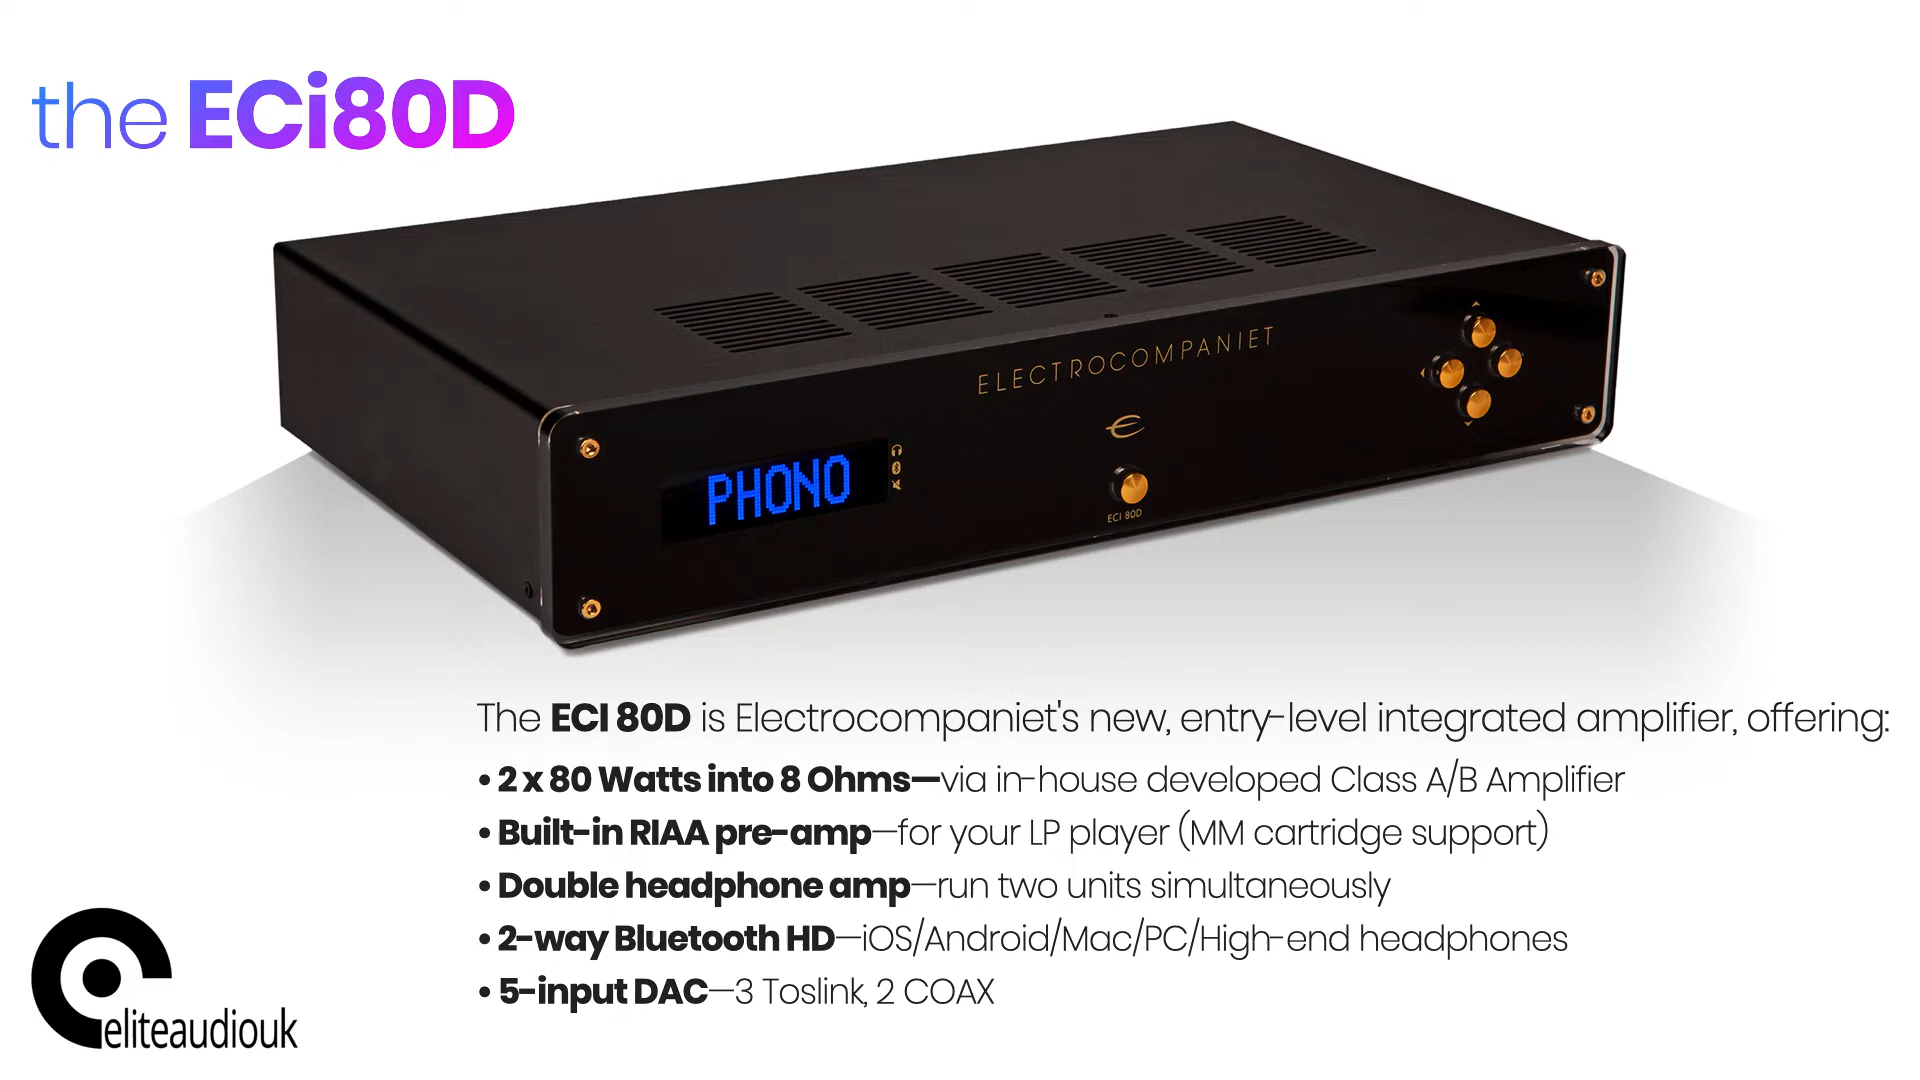 the ECi80D
ELECTROCOMPANIET
PHONO
ECI 80D
The ECI 80D is Electrocompaniet's new, entry-level integrated amplifier, offering:
• 2 x 80 Watts into 8 Ohms—via in-house developed Class A/B Amplifier
• Built-in RIAA pre-amp—for your LP player (MM cartridge support)
• Double headphone amp—run two units simultaneously
• 2-way Bluetooth HD—iOS/Android/Mac/PC/High-end headphones
• 5-input DAC—3 Toslink, 2 COAX
eliteaudiouk